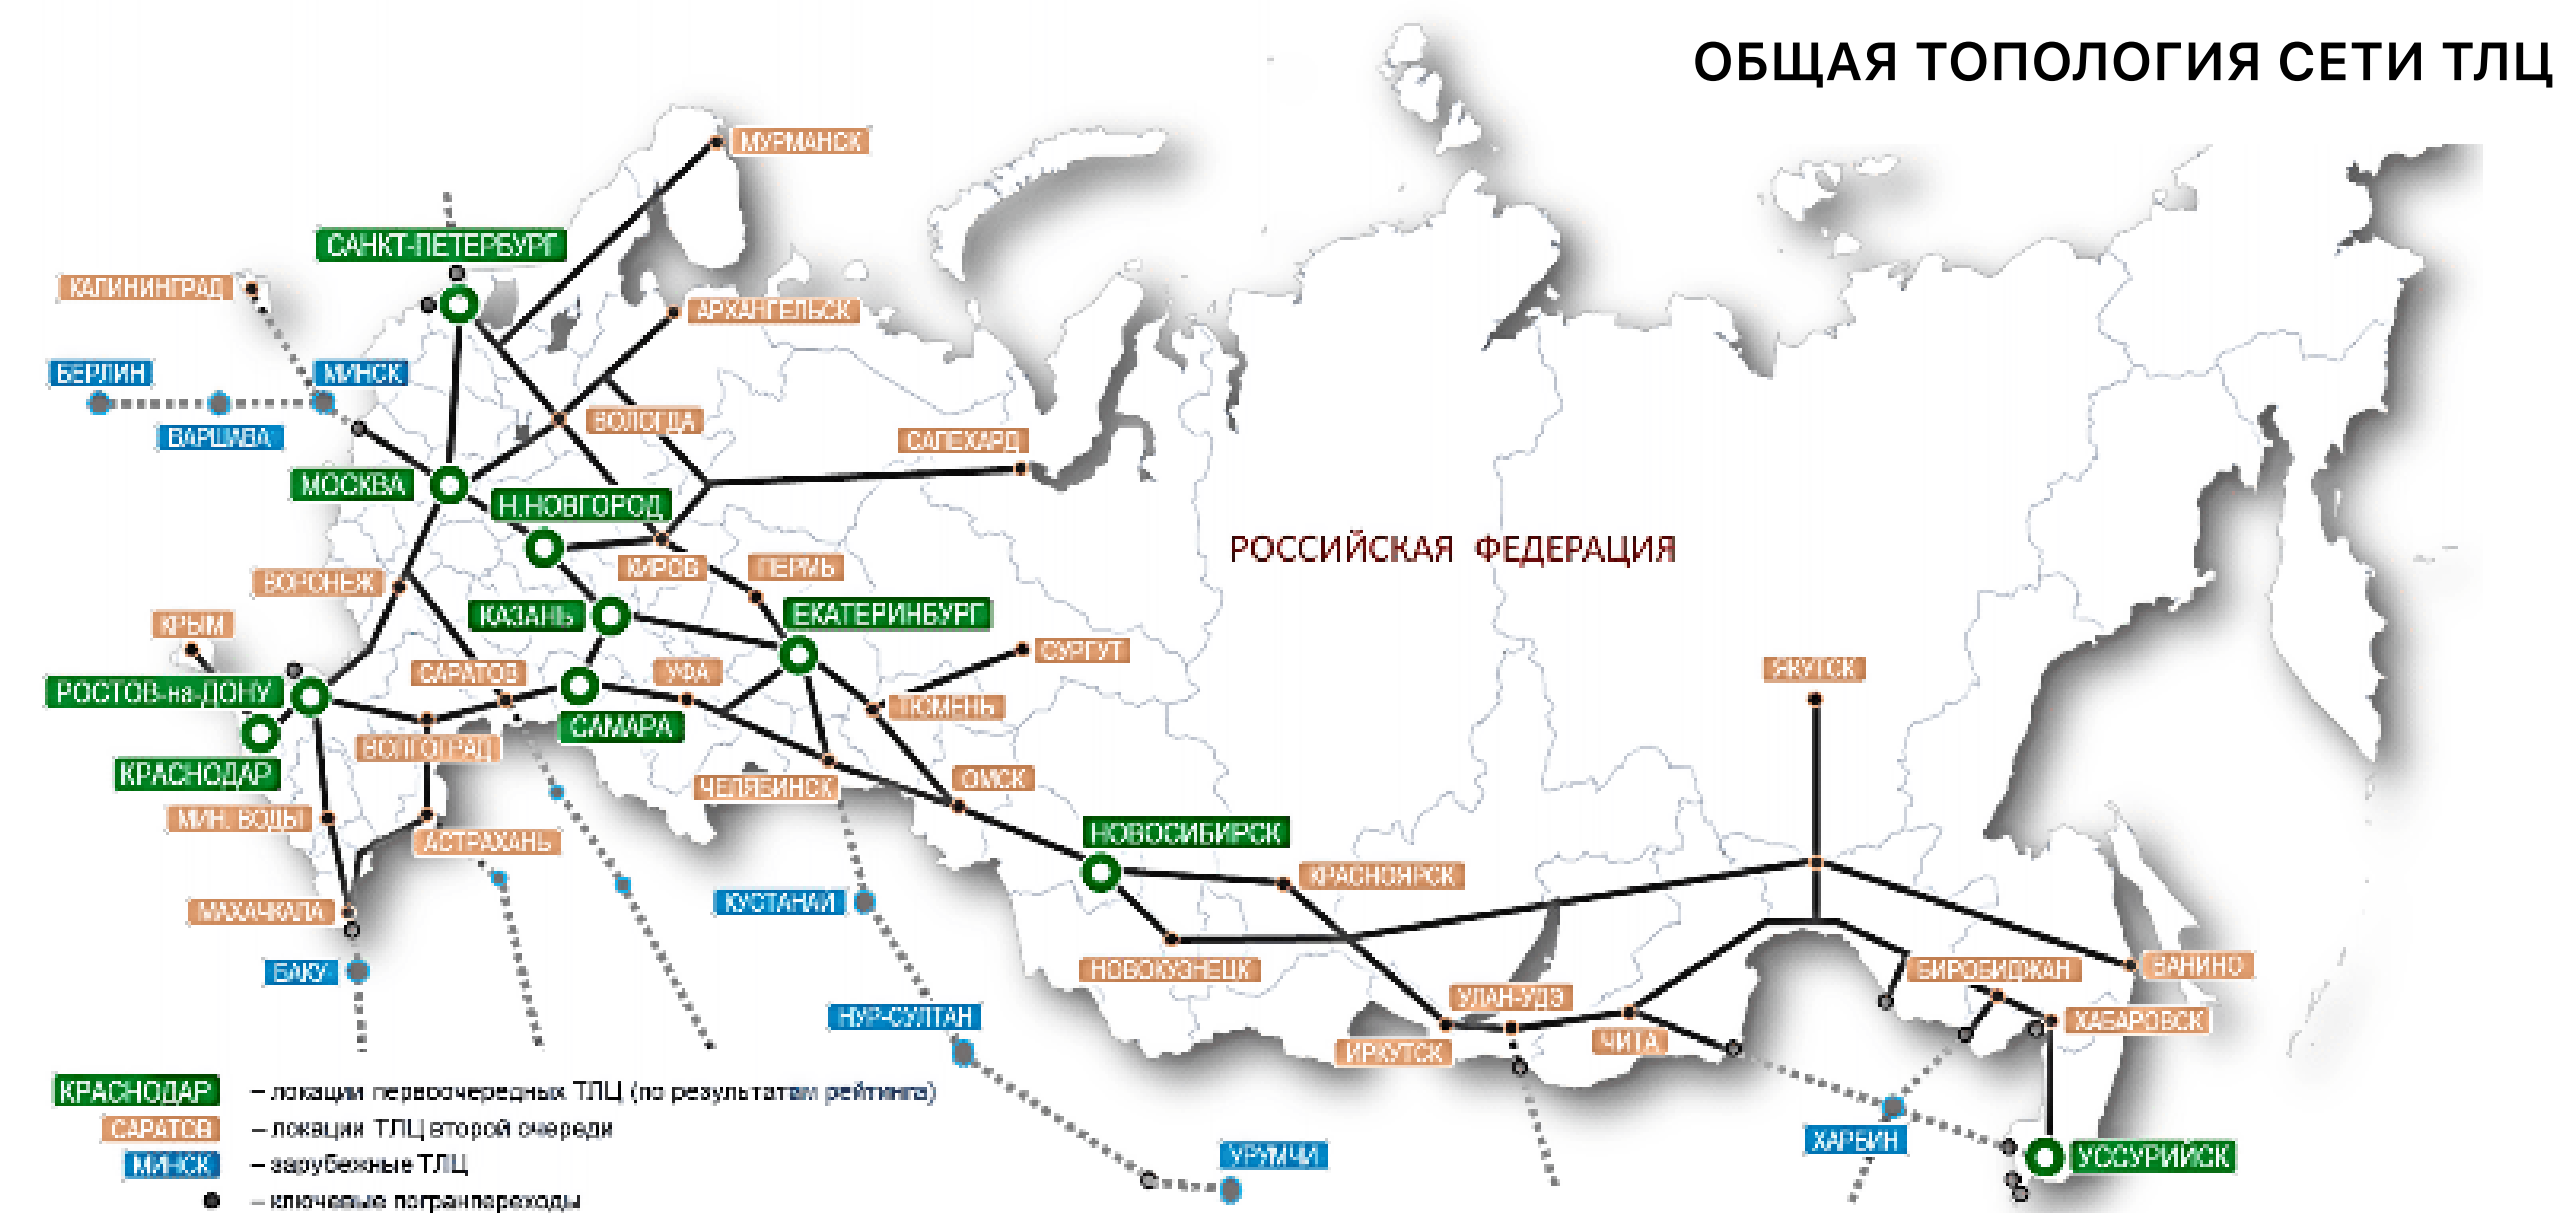 ОБЩАЯ ТОПОЛОГИЯ СЕТИ ТЛЦ
МУРМАНСК
САНКТ-ПЕТЕРБУРГ
КАЛИНИНГРАД
АРХАНГЕЛЬСК
БЕРЛИН
МИНСК
ВАРШАВА
ВОЛОГДА
САЛЕХАРД
МОСКВА
Н.НОВГОРОД
РОССИЙСКАЯ ФЕДЕРАЦИЯ
ВОРОНЕЖ
КИРОВ
ПЕРМЬ
КАЗАНЬ
ЕКАТЕРИНБУРГ
КРЫМ
СУРГУТ
САРАТОВ
УФА
ЯКУТСК
РОСТОВ-на-ДОНУ
ТЮМЕНЬ
САМАРА
ВОЛГОГРАД
КРАСНОДАР
ЧЕЛЯБИНСК
ОМСК
МИН. ВОДЫ
АСТРАХАНЬ
НОВОСИБИРСК
КРАСНОЯРСК
КУСТАНАЙ
МАХАЧКАЛА
БАКУ
НОВОКУЗНЕЦК
БИРОБИДЖАН
ВАНИНО
УЛАН-УДЭ
НУР-СУЛТАН
ХАБАРОВСК
ИРКУТСК
ЧИТА
ХАРБИН
УРУМЧИ
УССУРИЙСК
КРАСНОДАР – локации первоочередных ТЛЦ (по результатам рейтинга)
САРАТОВ – локации ТЛЦ второй очереди
МИНСК – зарубежные ТЛЦ
– ключевые погранпереходы